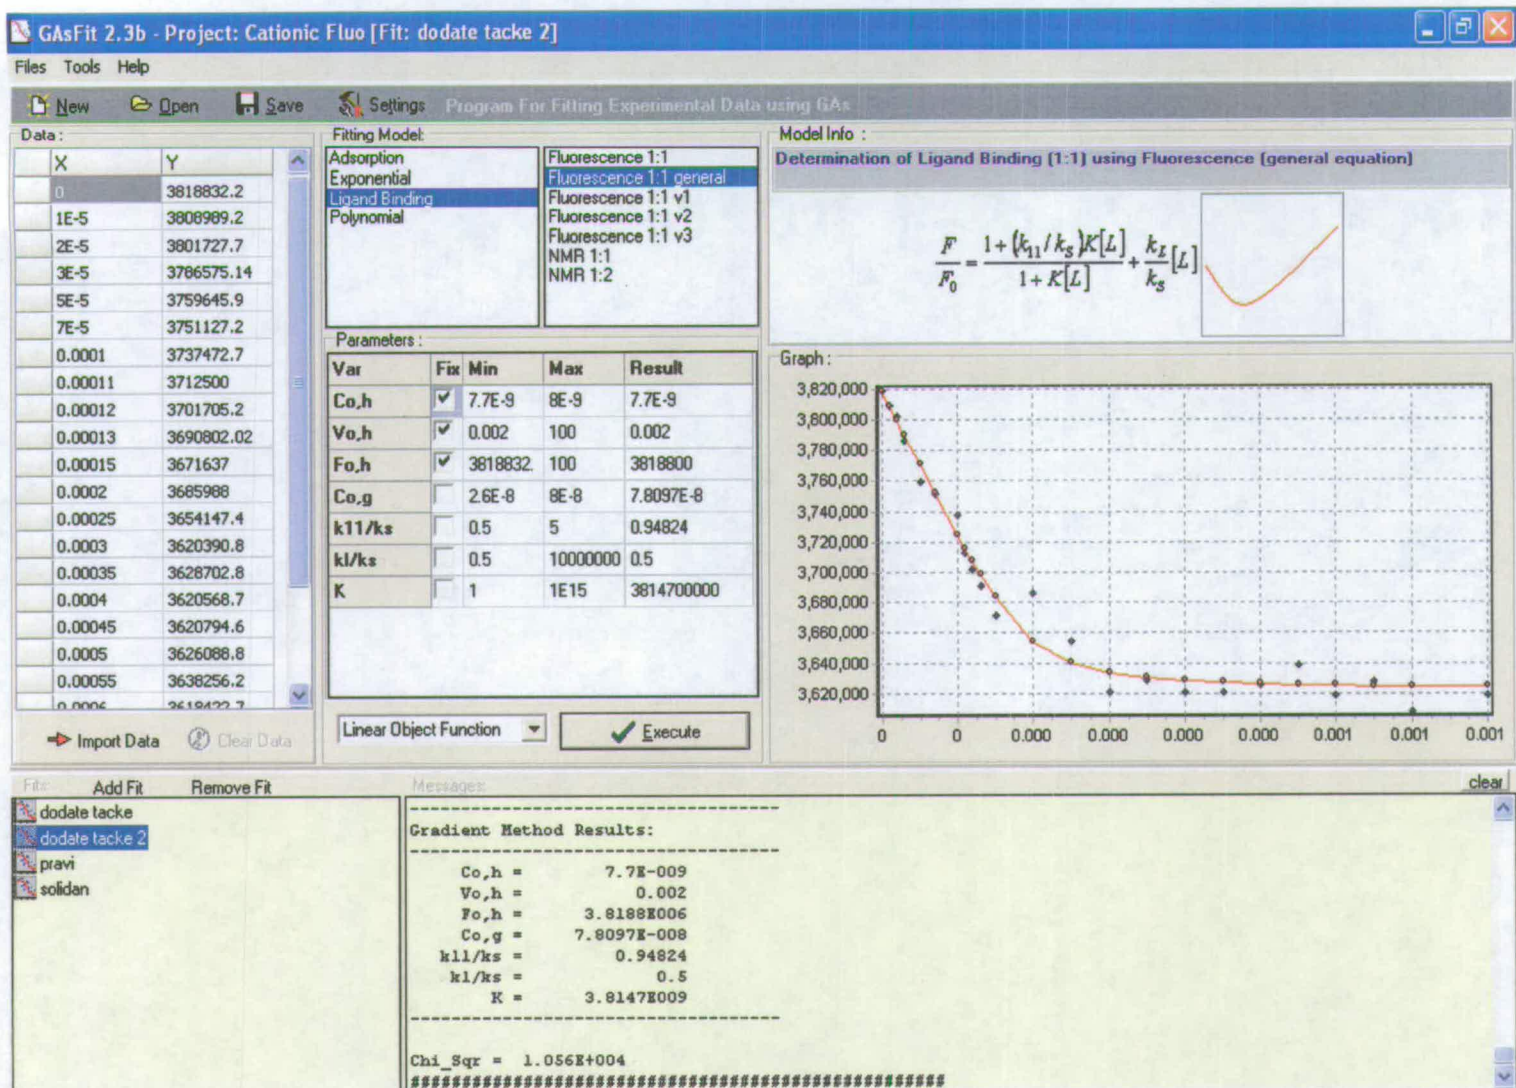 GAsFit 2.3b - Project: Cationic Fluo [Fit: dodate tacke 2]
Files Tools Help
New Open Save Settings Program For Fitting Experimental Data using GAs
Data :
X Y
0 3818832.2
1E-5 3808989.2
2E-5 3801727.7
3E-5 3786575.14
5E-5 3759645.9
7E-5 3751127.2
0.0001 3737472.7
0.00011 3712500
0.00012 3701705.2
0.00013 3690802.02
0.00015 3671637
0.0002 3685988
0.00025 3654147.4
0.0003 3620390.8
0.00035 3628702.8
0.0004 3620568.7
0.00045 3620794.6
0.0005 3626088.8
0.00055 3638256.2
0.0006 3618422.7
Import Data Clear Data
Fitting Model:
Adsorption
Exponential
Ligand Binding
Polynomial
Fluorescence 1:1
Fluorescence 1:1 general
Fluorescence 1:1 v1
Fluorescence 1:1 v2
Fluorescence 1:1 v3
NMR 1:1
NMR 1:2
Parameters :
Var Fix Min Max Result
Co,h 7.7E-9 8E-9 7.7E-9
Vo,h 0.002 100 0.002
Fo,h 3818832. 100 3818800
Co,g 2.6E-8 8E-8 7.8097E-8
k11/ks 0.5 5 0.94824
kl/ks 0.5 10000000 0.5
K 1 1E15 3814700000
Linear Object Function Execute
Model Info :
Determination of Ligand Binding (1:1) using Fluorescence (general equation)
F/F₀ = (1 + (k₁₁/k_S)K[L])/(1 + K[L]) + k_L/k_S [L]
Graph :
3,820,000
3,800,000
3,780,000
3,760,000
3,740,000
3,720,000
3,700,000
3,680,000
3,660,000
3,640,000
3,620,000
0 0 0.000 0.000 0.000 0.000 0.001 0.001 0.001
Fits: Add Fit Remove Fit
dodate tacke
dodate tacke 2
pravi
solidan
Messages: clear
------------------------------------
Gradient Method Results:
------------------------------------
Co,h = 7.7E-009
Vo,h = 0.002
Fo,h = 3.8188E006
Co,g = 7.8097E-008
k11/ks = 0.94824
kl/ks = 0.5
K = 3.8147E009
------------------------------------
Chi_Sqr = 1.056E+004
####################################################